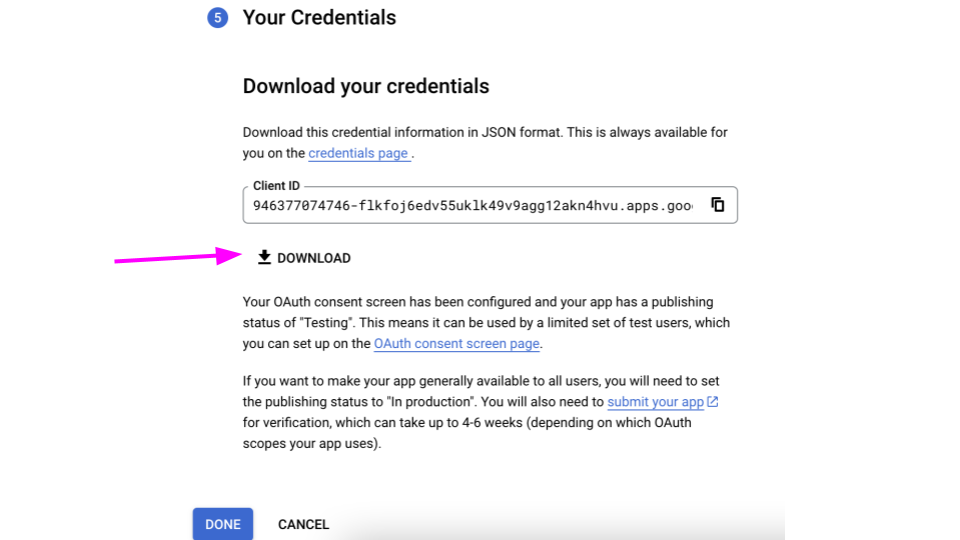 5 Your Credentials
Download your credentials
Download this credential information in JSON format. This is always available for
you on the credentials page .
Client ID
946377074746-flkfoj6edv55uklk49v9agg12akn4hvu.apps.goo
DOWNLOAD
Your OAuth consent screen has been configured and your app has a publishing
status of "Testing". This means it can be used by a limited set of test users, which
you can set up on the OAuth consent screen page.
If you want to make your app generally available to all users, you will need to set
the publishing status to "In production". You will also need to submit your app
for verification, which can take up to 4-6 weeks (depending on which OAuth
scopes your app uses).
DONE CANCEL